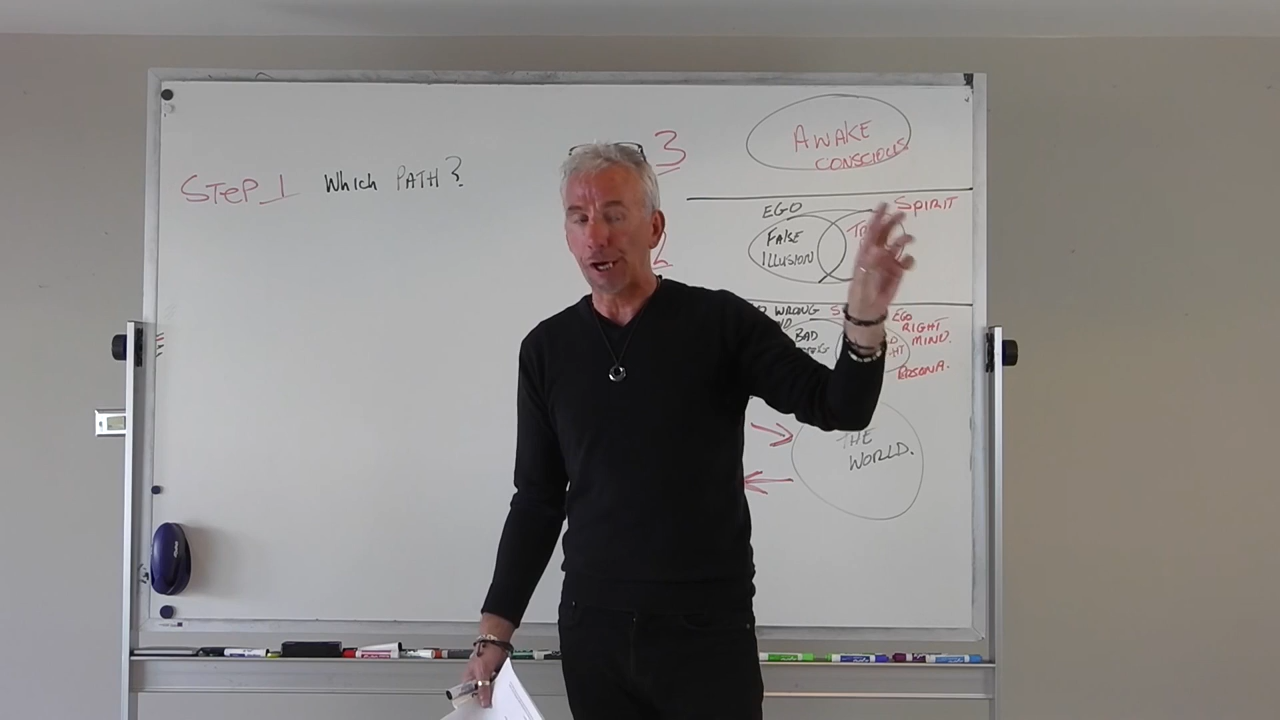 STeP 1 Which PATH?
3
AWAKE
CONSCIOUS
EGO
SPIRIT
FAlSE
IllUSION
2
WRONG
EGO
RIGHT
MIND.
BAD
PERSONA.
THE
WORLD.